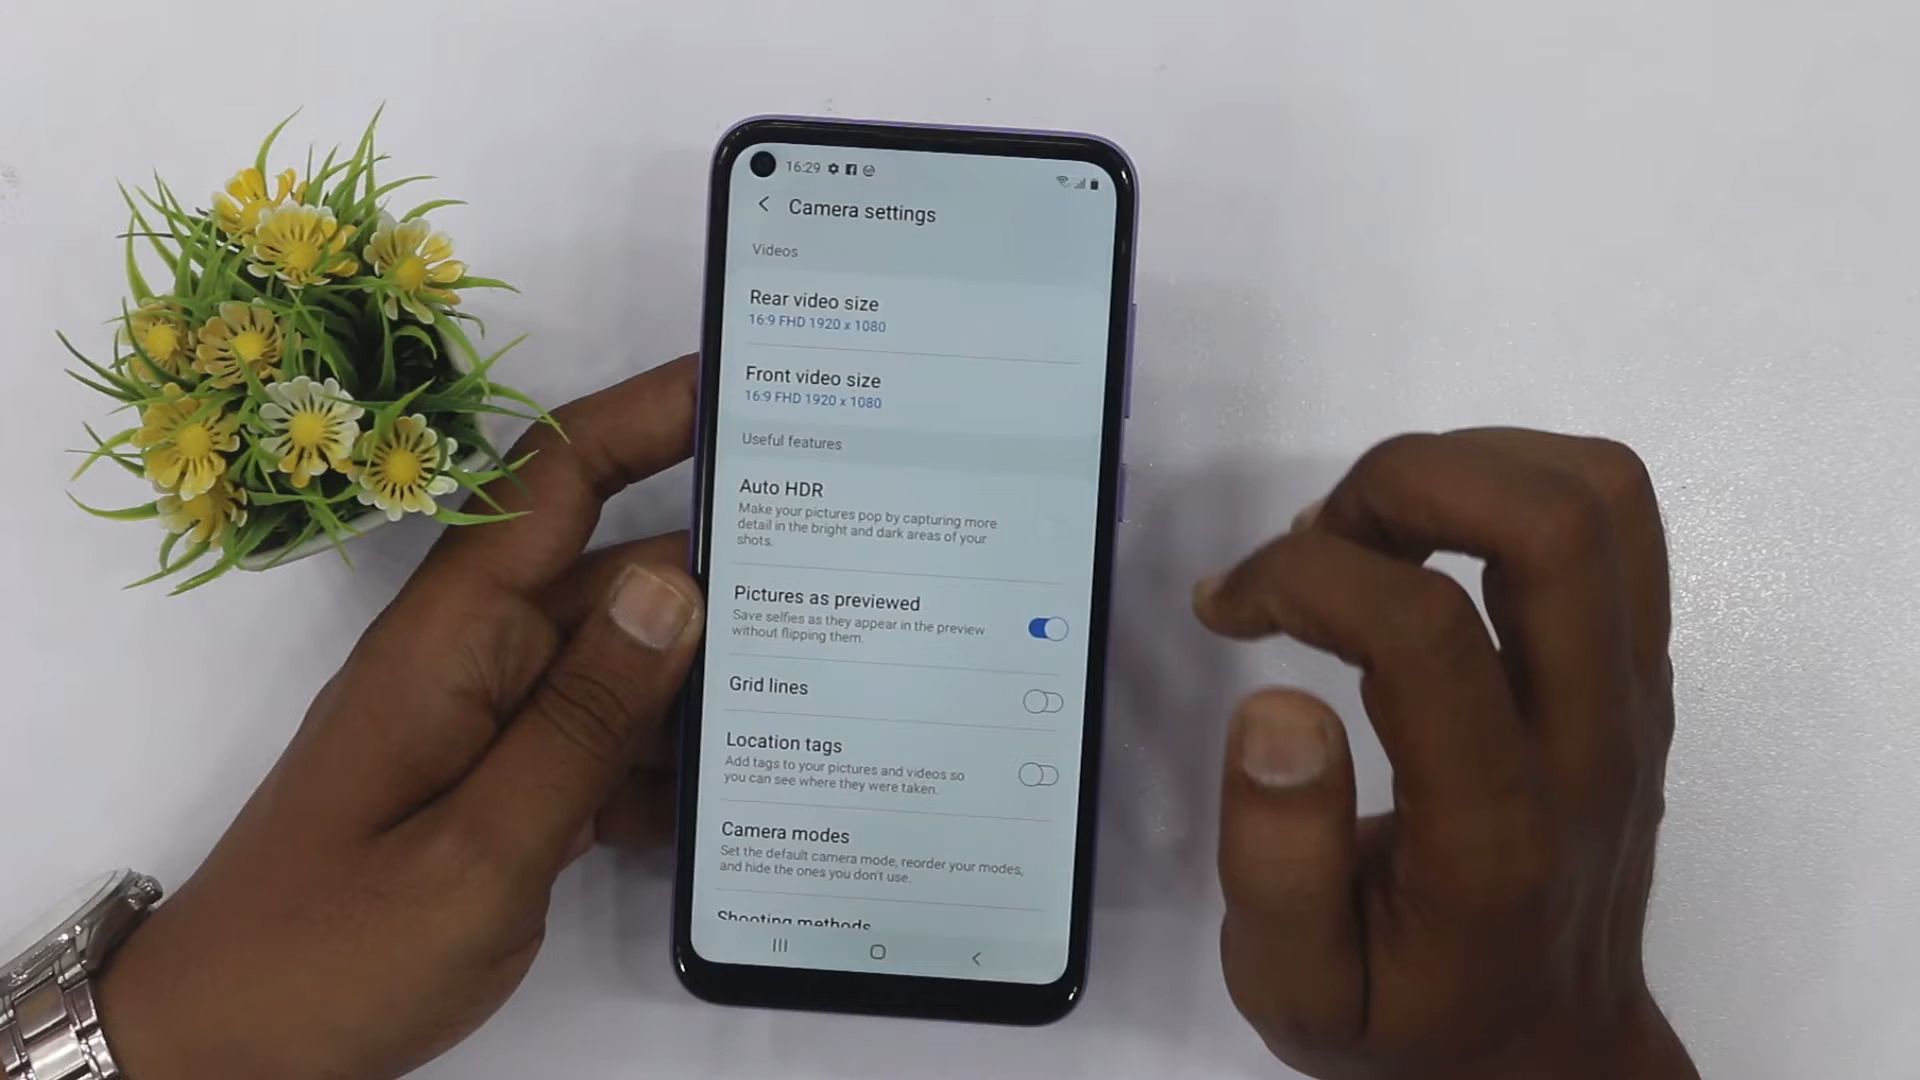 16:29
Camera settings
Videos
Rear video size
16:9 FHD 1920 x 1080
Front video size
16:9 FHD 1920 x 1080
Useful features
Auto HDR
Make your pictures pop by capturing more
detail in the bright and dark areas of your
shots.
Pictures as previewed
Save selfies as they appear in the preview
without flipping them.
Grid lines
Location tags
Add tags to your pictures and videos so
you can see where they were taken.
Camera modes
Set the default camera mode, reorder your modes,
and hide the ones you don't use.
Shooting methods